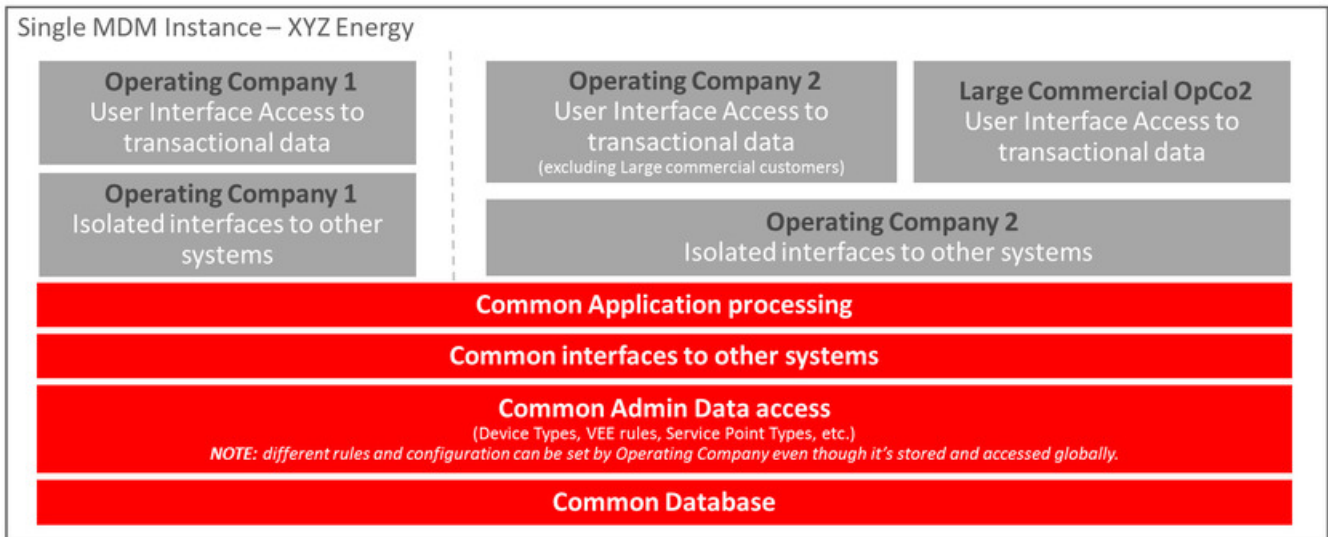 Single MDM Instance – XYZ Energy
Operating Company 1
User Interface Access to
transactional data
Operating Company 2
User Interface Access to
transactional data
(excluding Large commercial customers)
Large Commercial OpCo2
User Interface Access to
transactional data
Operating Company 1
Isolated interfaces to other
systems
Operating Company 2
Isolated interfaces to other systems
Common Application processing
Common interfaces to other systems
Common Admin Data access
(Device Types, VEE rules, Service Point Types, etc.)
NOTE: different rules and configuration can be set by Operating Company even though it's stored and accessed globally.
Common Database